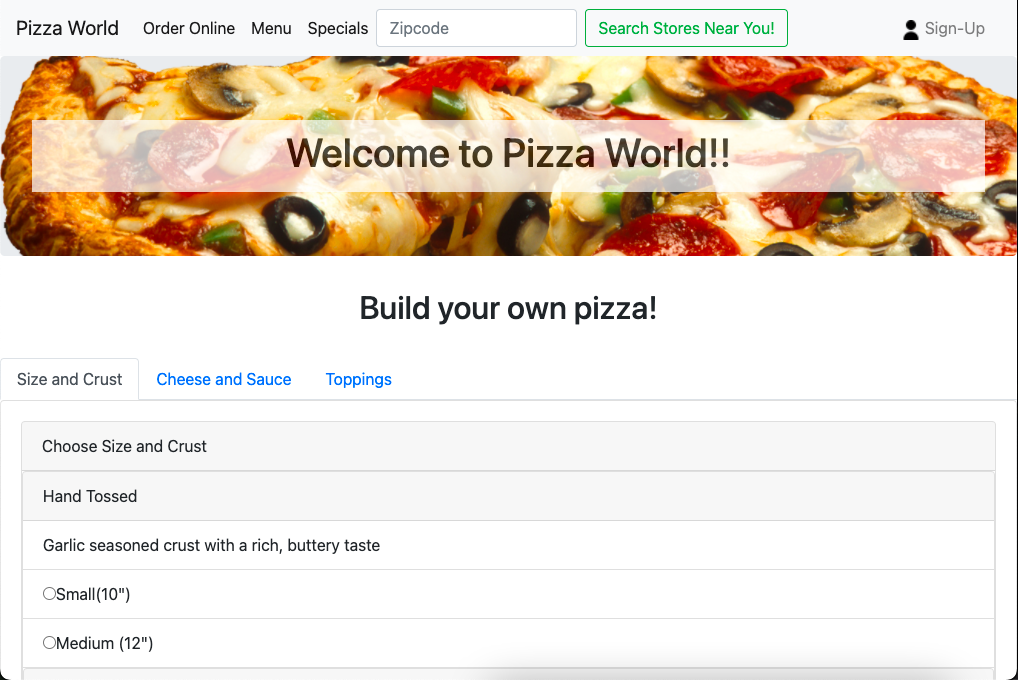 Pizza World Order Online Menu Specials Zipcode Search Stores Near You! Sign-Up
Welcome to Pizza World!!
Build your own pizza!
Size and Crust Cheese and Sauce Toppings
Choose Size and Crust
Hand Tossed
Garlic seasoned crust with a rich, buttery taste
Small(10")
Medium (12")